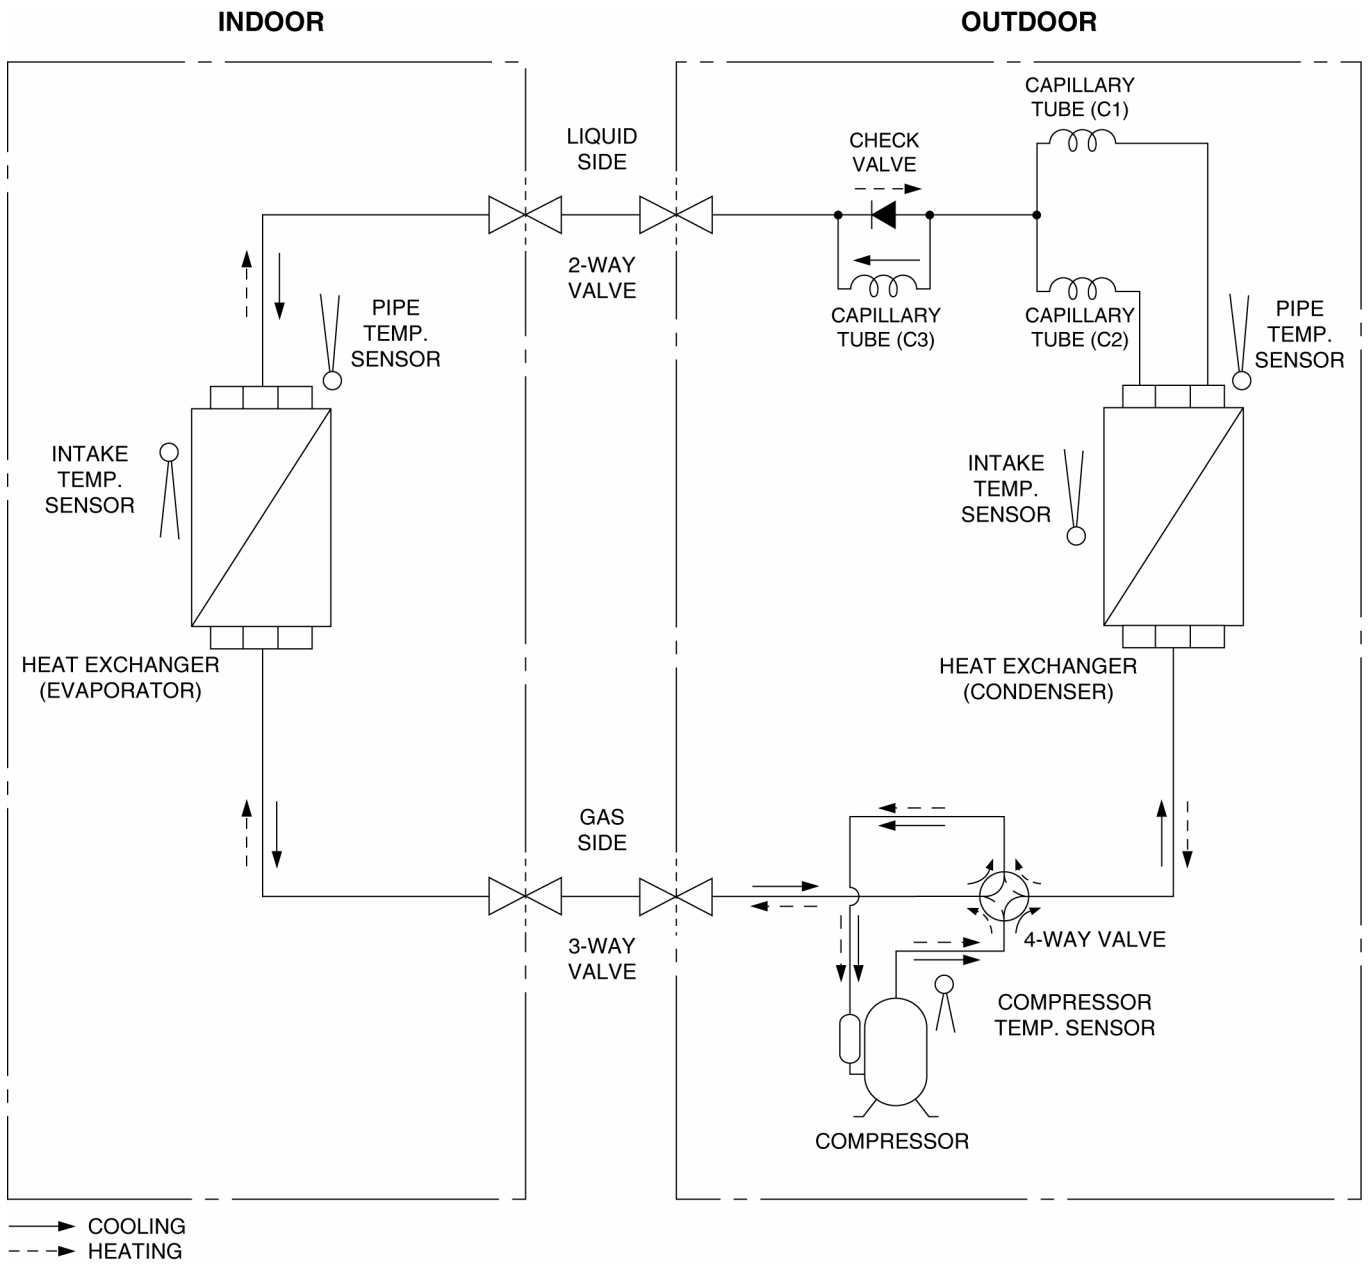 INDOOR
OUTDOOR
CAPILLARY
TUBE (C1)
LIQUID
SIDE
CHECK
VALVE
2-WAY
VALVE
PIPE
TEMP.
SENSOR
CAPILLARY
TUBE (C3)
CAPILLARY
TUBE (C2)
PIPE
TEMP.
SENSOR
INTAKE
TEMP.
SENSOR
INTAKE
TEMP.
SENSOR
HEAT EXCHANGER
(EVAPORATOR)
HEAT EXCHANGER
(CONDENSER)
GAS
SIDE
3-WAY
VALVE
4-WAY VALVE
COMPRESSOR
TEMP. SENSOR
COMPRESSOR
COOLING
HEATING